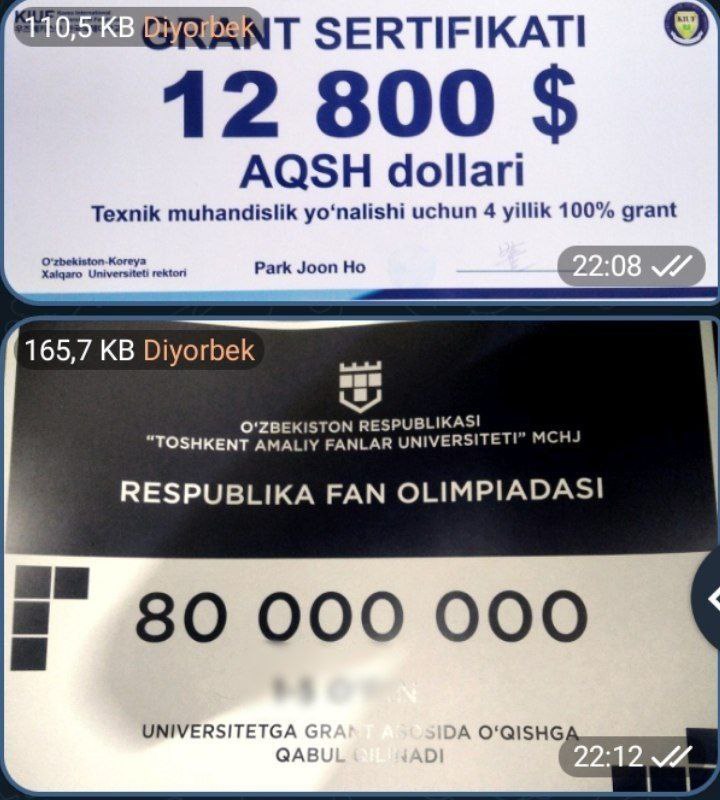 KIUF
110,5 KB Diyorbek
GRANT SERTIFIKATI
12 800 $
AQSH dollari
Texnik muhandislik yo‘nalishi uchun 4 yillik 100% grant
O‘zbekiston-Koreya
Xalqaro Universiteti rektori
Park Joon Ho
22:08
165,7 KB Diyorbek
O‘ZBEKISTON RESPUBLIKASI
“TOSHKENT AMALIY FANLAR UNIVERSITETI” MCHJ
RESPUBLIKA FAN OLIMPIADASI
80 000 000
UNIVERSITETGA GRANT ASOSIDA O‘QISHGA
QABUL QILINADI
22:12